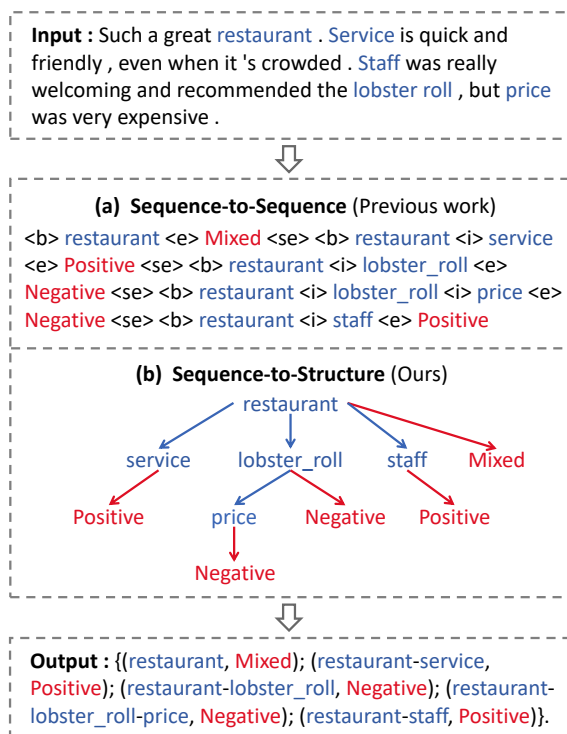 Input : Such a great restaurant . Service is quick and
friendly , even when it 's crowded . Staff was really
welcoming and recommended the lobster roll , but price
was very expensive .
(a) Sequence-to-Sequence (Previous work)
<b> restaurant <e> Mixed <se> <b> restaurant <i> service
<e> Positive <se> <b> restaurant <i> lobster_roll <e>
Negative <se> <b> restaurant <i> lobster_roll <i> price <e>
Negative <se> <b> restaurant <i> staff <e> Positive
(b) Sequence-to-Structure (Ours)
restaurant
service lobster_roll staff Mixed
Positive price Negative Positive
Negative
Output : {(restaurant, Mixed); (restaurant-service,
Positive); (restaurant-lobster_roll, Negative); (restaurant-
lobster_roll-price, Negative); (restaurant-staff, Positive)}.